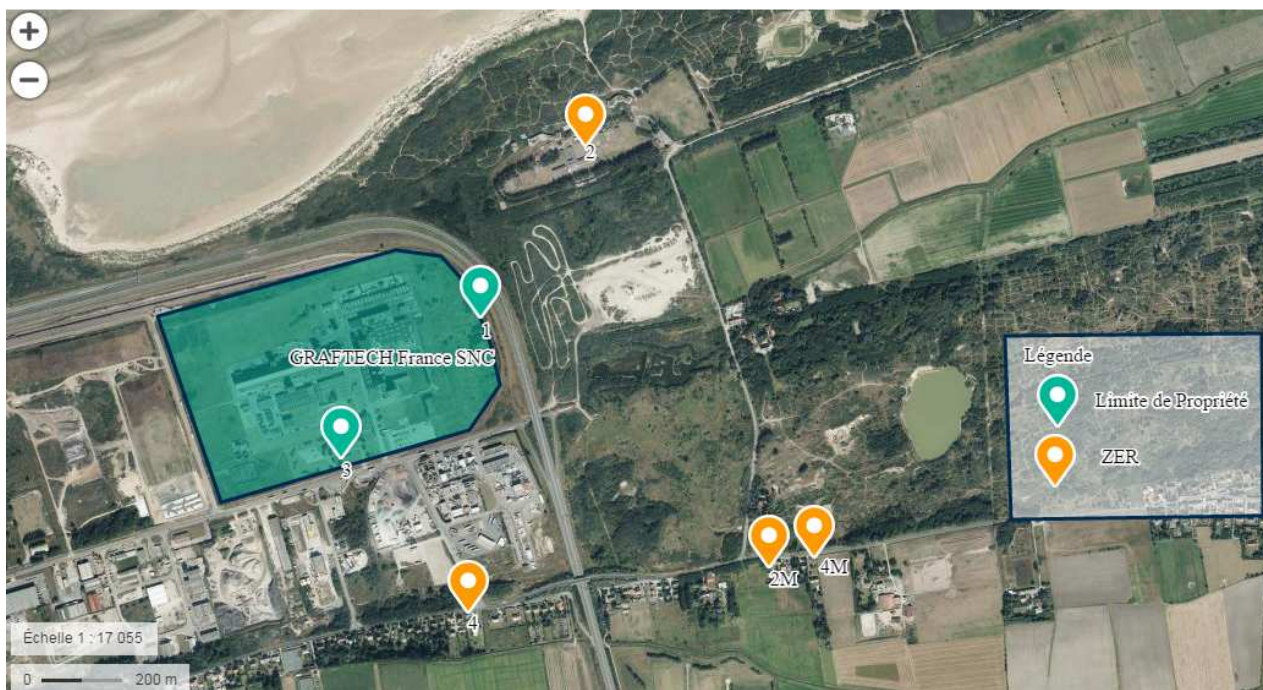 +
−
2
1
GRAFTECH France SNC
Légende
Limite de Propriété
3
ZER
2M
4M
4
Échelle 1 : 17 055
0 200 m